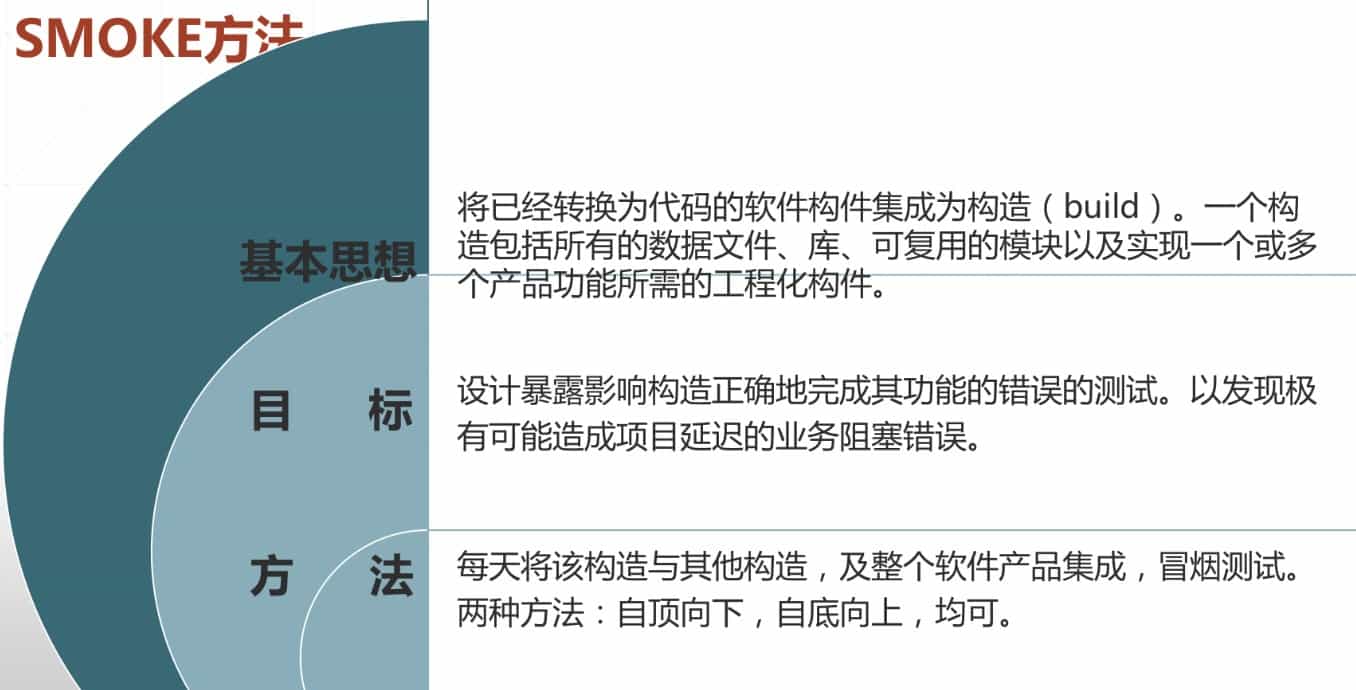 SMOKE方法
基本思想
将已经转换为代码的软件构件集成为构造（build）。一个构
造包括所有的数据文件、库、可复用的模块以及实现一个或多
个产品功能所需的工程化构件。
目 标
设计暴露影响构造正确地完成其功能的错误的测试。以发现极
有可能造成项目延迟的业务阻塞错误。
方 法
每天将该构造与其他构造，及整个软件产品集成，冒烟测试。
两种方法：自顶向下，自底向上，均可。